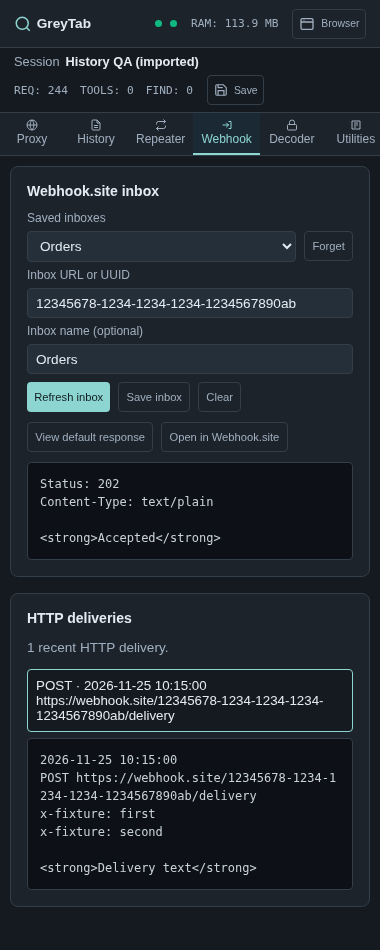 GreyTab
RAM: 113.9 MB
Browser
Session History QA (imported)
REQ: 244 TOOLS: 0 FIND: 0
Save
Proxy History Repeater Webhook Decoder Utilities
Webhook.site inbox
Saved inboxes
Orders
Forget
Inbox URL or UUID
12345678-1234-1234-1234-1234567890ab
Inbox name (optional)
Orders
Refresh inbox Save inbox Clear
View default response Open in Webhook.site
Status: 202
Content-Type: text/plain
<strong>Accepted</strong>
HTTP deliveries
1 recent HTTP delivery.
POST · 2026-11-25 10:15:00
https://webhook.site/12345678-1234-1234-1234-
1234567890ab/delivery
2026-11-25 10:15:00
POST https://webhook.site/12345678-1234-1
234-1234-1234567890ab/delivery
x-fixture: first
x-fixture: second
<strong>Delivery text</strong>